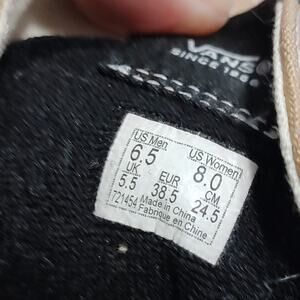 VANS
SINCE 1966
US Men US Women
6.5 8.0
UK EUR CM
5.5 38.5 24.5
721454 Made in China
Fabriqué en Chine